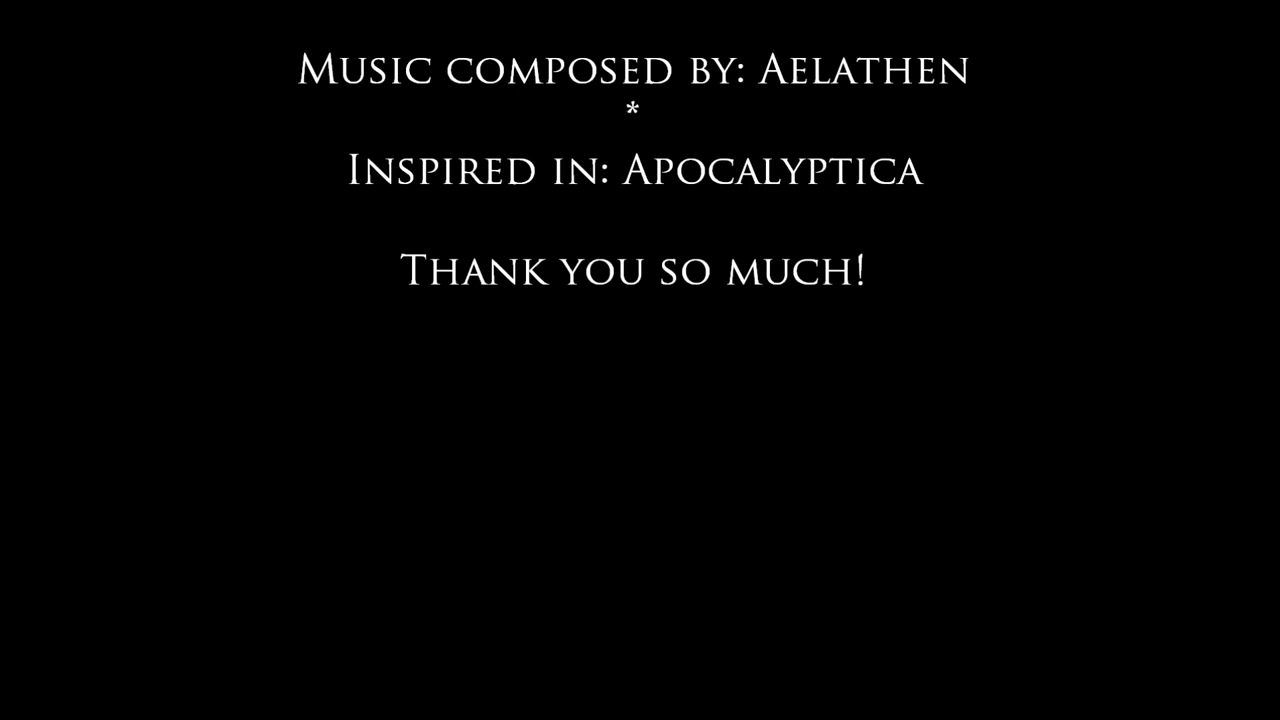 Music composed by: Aelathen
*
Inspired in: Apocalyptica
Thank you so much!